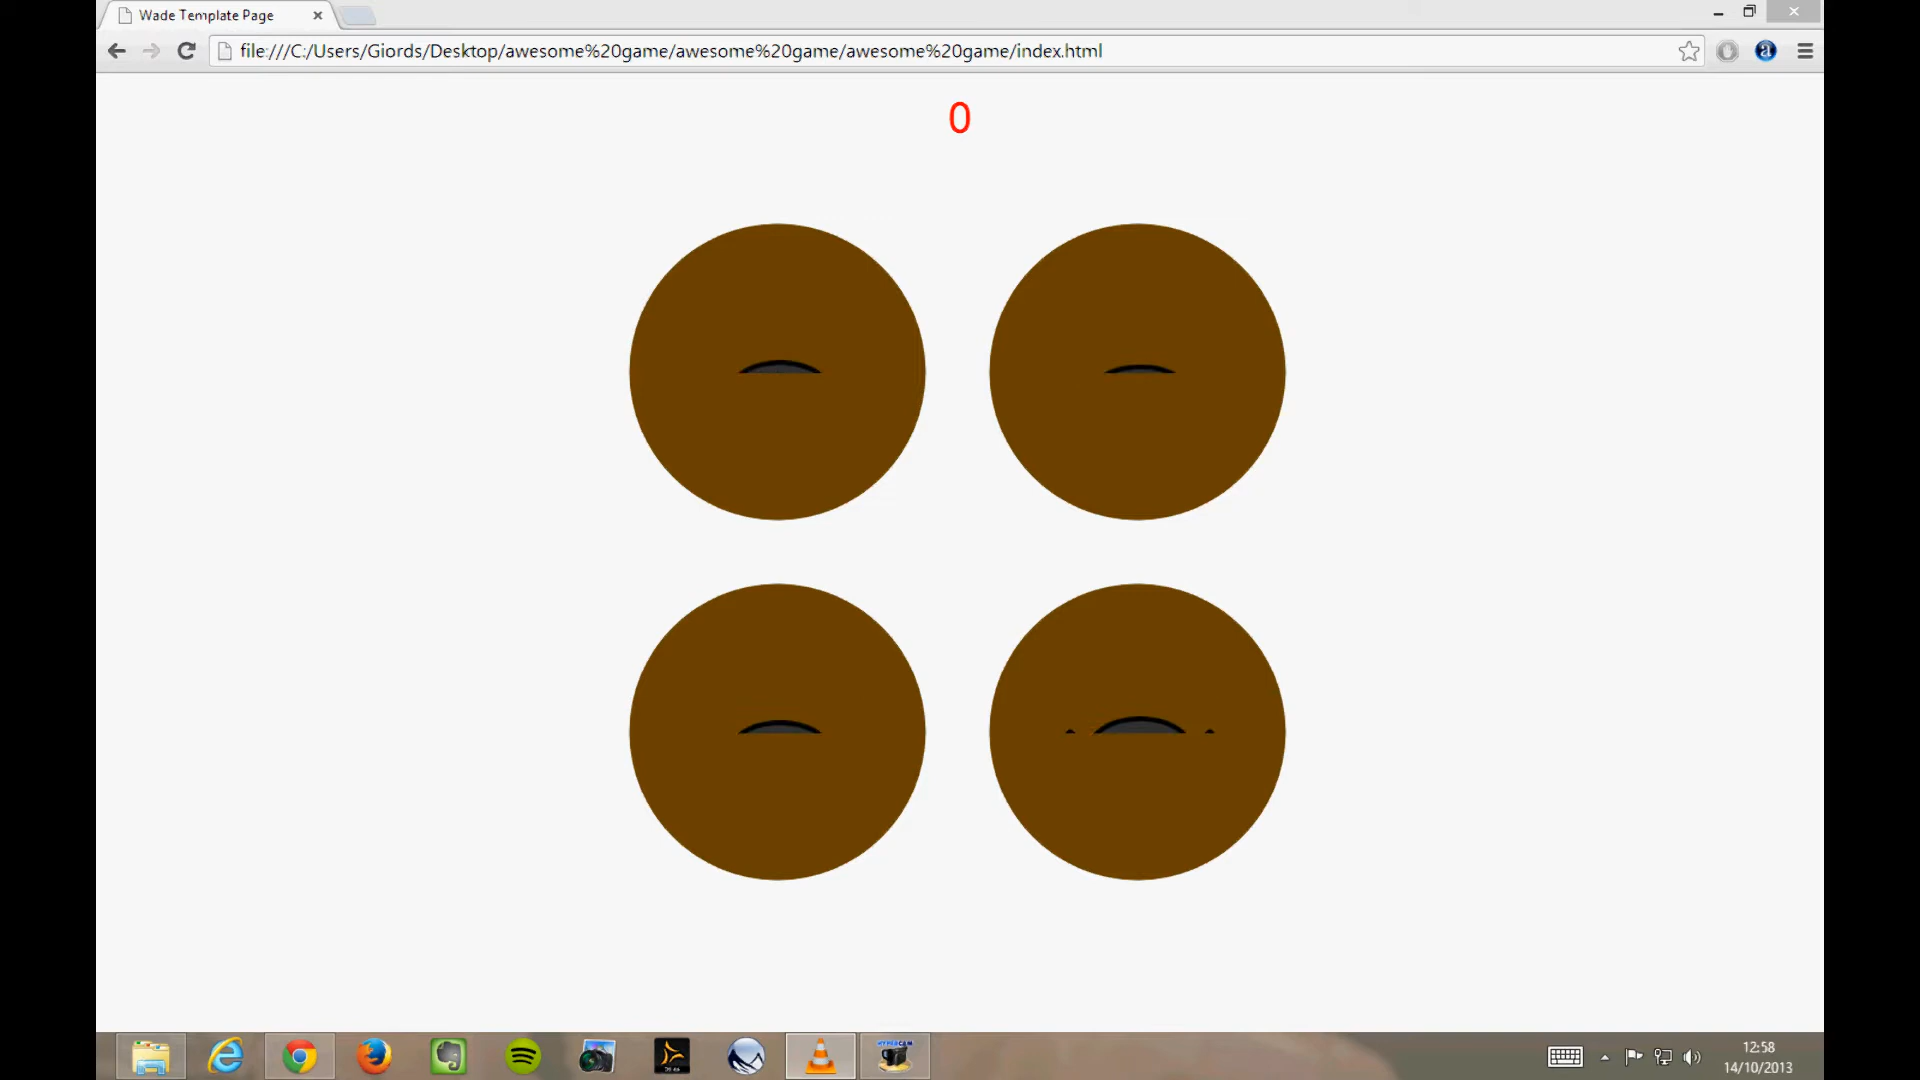 Wade Template Page
file:///C:/Users/Giords/Desktop/awesome%20game/awesome%20game/awesome%20game/index.html
0
12:58
14/10/2013